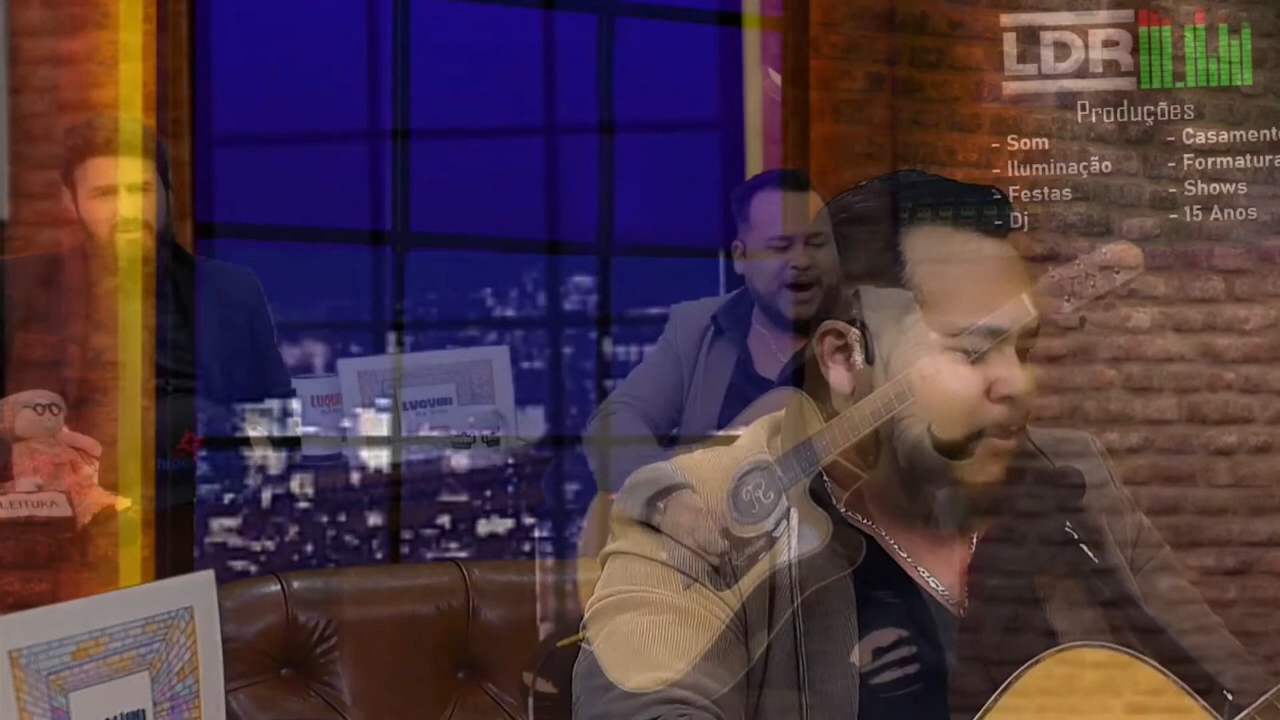 LDR
Produções
- Som
- Iluminação
- Festas
- Dj
- Casamento
- Formatura
- Shows
- 15 Anos
LEITURA